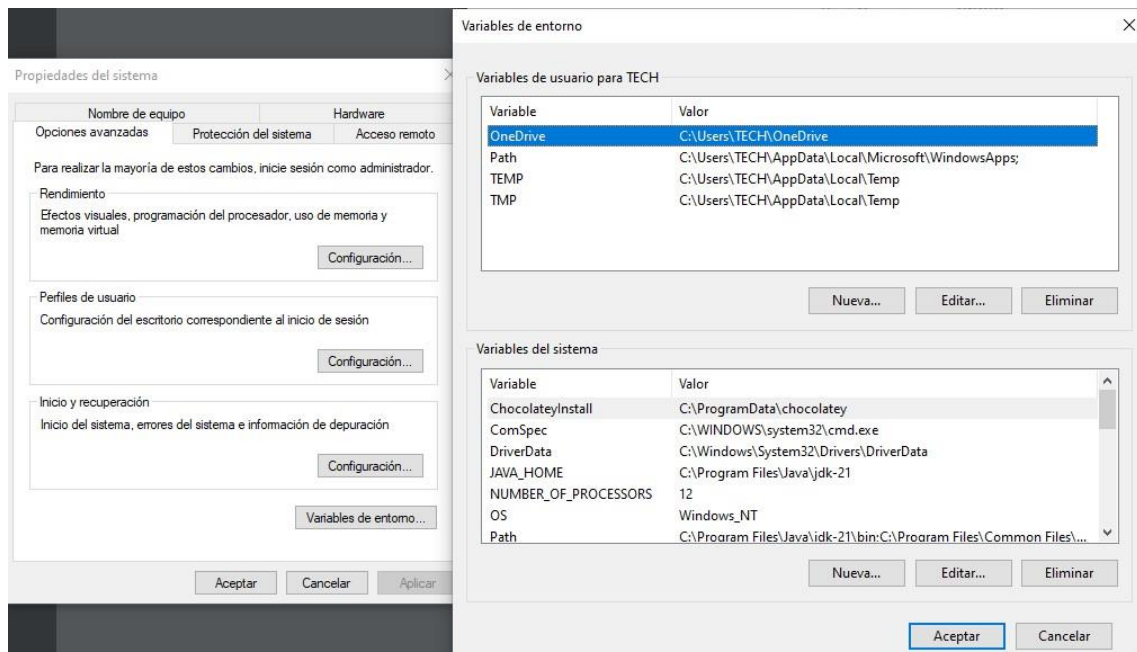 Propiedades del sistema
Nombre de equipo Hardware
Opciones avanzadas Protección del sistema Acceso remoto
Para realizar la mayoría de estos cambios, inicie sesión como administrador.
Rendimiento
Efectos visuales, programación del procesador, uso de memoria y
memoria virtual
Configuración...
Perfiles de usuario
Configuración del escritorio correspondiente al inicio de sesión
Configuración...
Inicio y recuperación
Inicio del sistema, errores del sistema e información de depuración
Configuración...
Variables de entorno...
Aceptar Cancelar Aplicar
Variables de entorno
Variables de usuario para TECH
Variable Valor
OneDrive C:\Users\TECH\OneDrive
Path C:\Users\TECH\AppData\Local\Microsoft\WindowsApps;
TEMP C:\Users\TECH\AppData\Local\Temp
TMP C:\Users\TECH\AppData\Local\Temp
Nueva... Editar... Eliminar
Variables del sistema
Variable Valor
ChocolateyInstall C:\ProgramData\chocolatey
ComSpec C:\WINDOWS\system32\cmd.exe
DriverData C:\Windows\System32\Drivers\DriverData
JAVA_HOME C:\Program Files\Java\jdk-21
NUMBER_OF_PROCESSORS 12
OS Windows_NT
Path C:\Program Files\Java\jdk-21\bin;C:\Program Files\Common Files\...
Nueva... Editar... Eliminar
Aceptar Cancelar